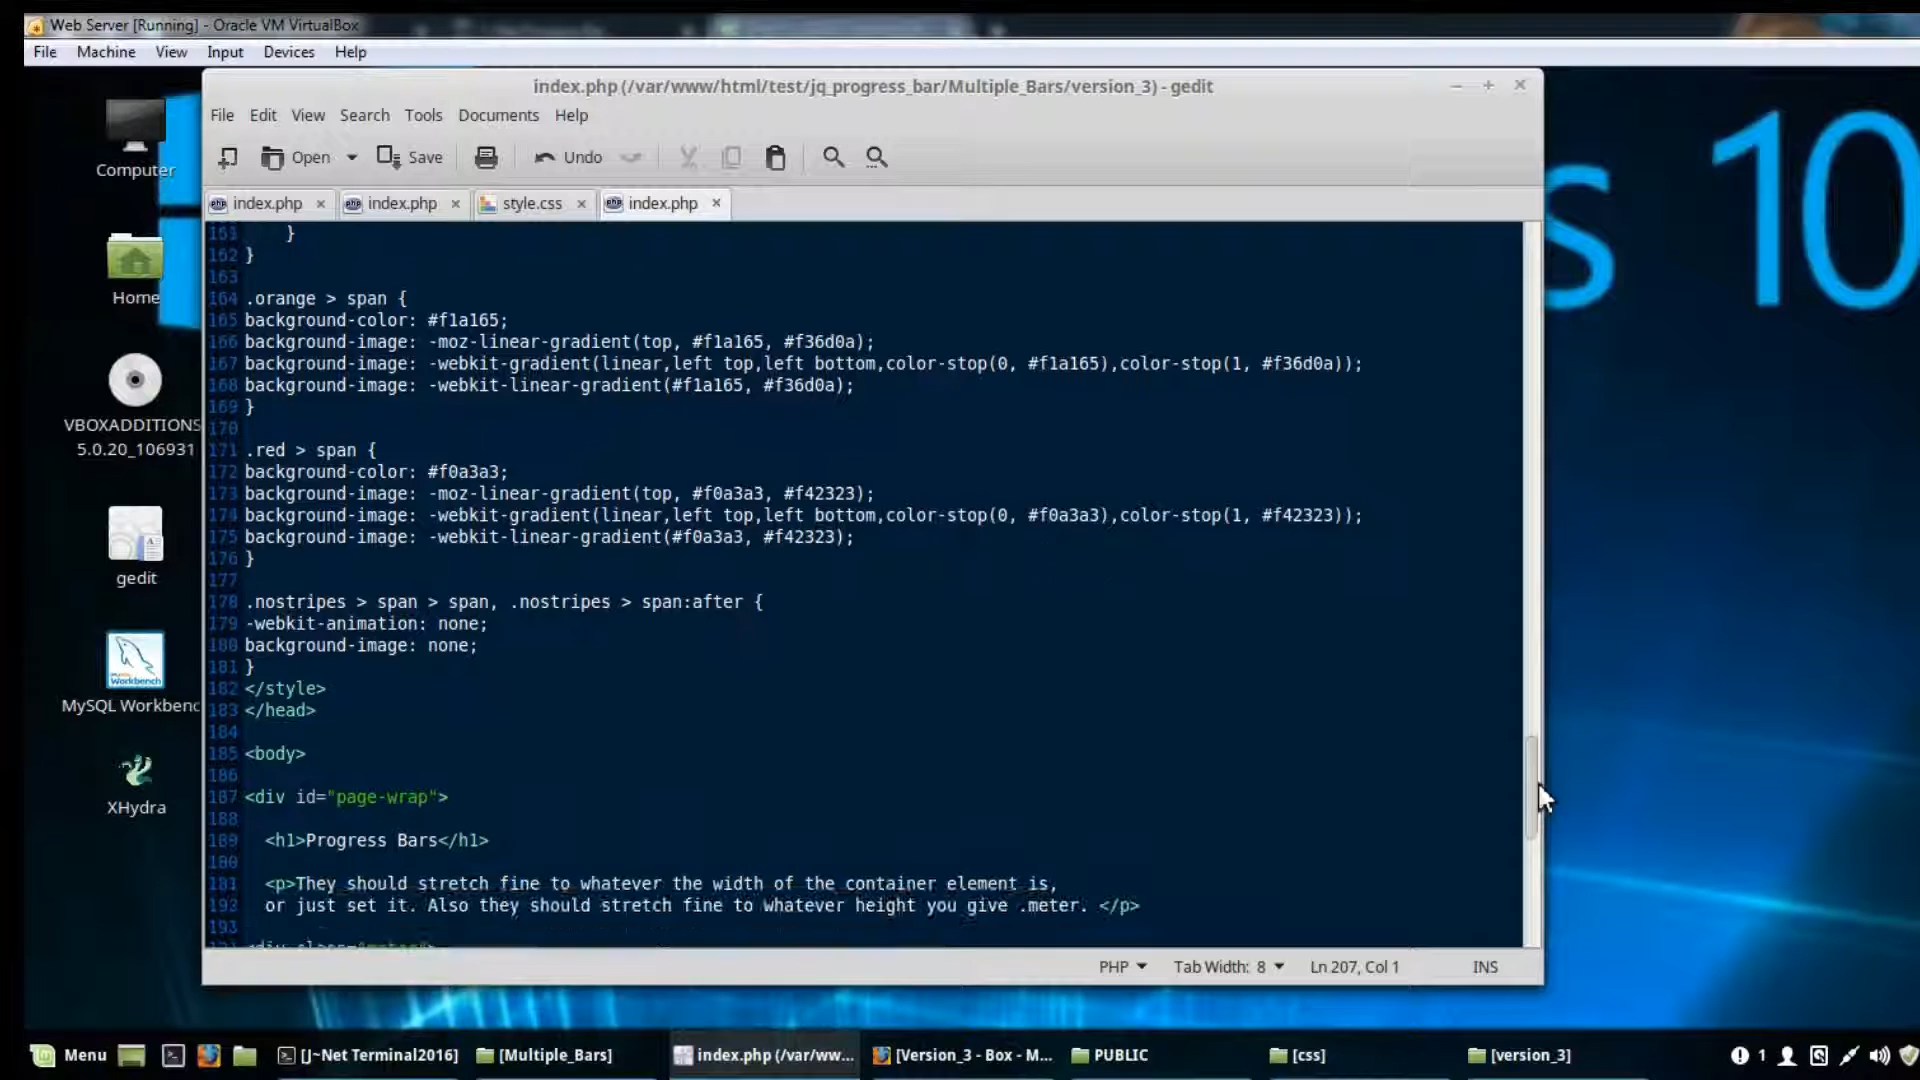 Web Server [Running] - Oracle VM VirtualBox
File Machine View Input Devices Help
index.php (/var/www/html/test/jq_progress_bar/Multiple_Bars/version_3) - gedit
File Edit View Search Tools Documents Help
Open Save Undo
index.php index.php style.css index.php
161 }
162 }
163
164 .orange > span {
165 background-color: #f1a165;
166 background-image: -moz-linear-gradient(top, #f1a165, #f36d0a);
167 background-image: -webkit-gradient(linear,left top,left bottom,color-stop(0, #f1a165),color-stop(1, #f36d0a));
168 background-image: -webkit-linear-gradient(#f1a165, #f36d0a);
169 }
170
171 .red > span {
172 background-color: #f0a3a3;
173 background-image: -moz-linear-gradient(top, #f0a3a3, #f42323);
174 background-image: -webkit-gradient(linear,left top,left bottom,color-stop(0, #f0a3a3),color-stop(1, #f42323));
175 background-image: -webkit-linear-gradient(#f0a3a3, #f42323);
176 }
177
178 .nostripes > span > span, .nostripes > span:after {
179 -webkit-animation: none;
180 background-image: none;
181 }
182 </style>
183 </head>
184
185 <body>
186
187 <div id="page-wrap">
188
189 <h1>Progress Bars</h1>
<p>They should stretch fine to whatever the width of the container element is,
or just set it. Also they should stretch fine to whatever height you give .meter. </p>
193
PHP Tab Width: 8 Ln 207, Col 1 INS
Computer
Home
VBOXADDITIONS
5.0.20_106931
gedit
MySQL Workbenc
XHydra
s 10
Menu [J~Net Terminal2016] [Multiple_Bars] index.php (/var/ww... [Version_3 - Box - M... PUBLIC [css] [version_3] 1